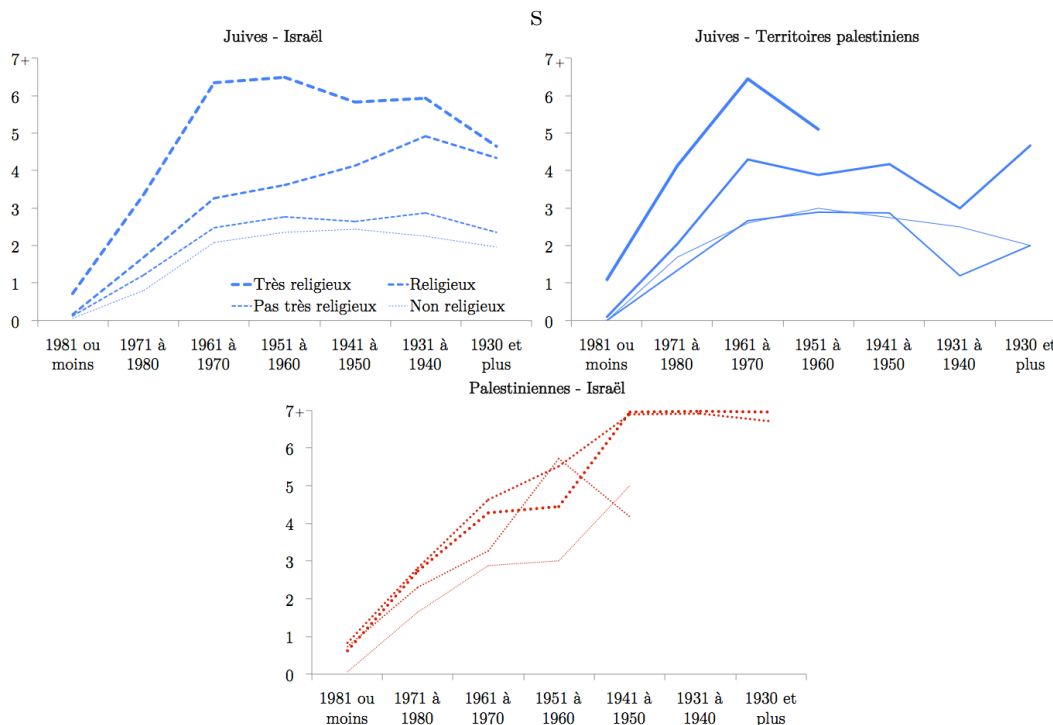 S
Juives - Israël
7+
6
5
4
3
2
1
0
Très religieux
Religieux
Pas très religieux
Non religieux
1981 ou moins
1971 à 1980
1961 à 1970
1951 à 1960
1941 à 1950
1931 à 1940
1930 et plus
Juives - Territoires palestiniens
7+
6
5
4
3
2
1
0
1981 ou moins
1971 à 1980
1961 à 1970
1951 à 1960
1941 à 1950
1931 à 1940
1930 et plus
Palestiniennes - Israël
7+
6
5
4
3
2
1
0
1981 ou moins
1971 à 1980
1961 à 1970
1951 à 1960
1941 à 1950
1931 à 1940
1930 et plus